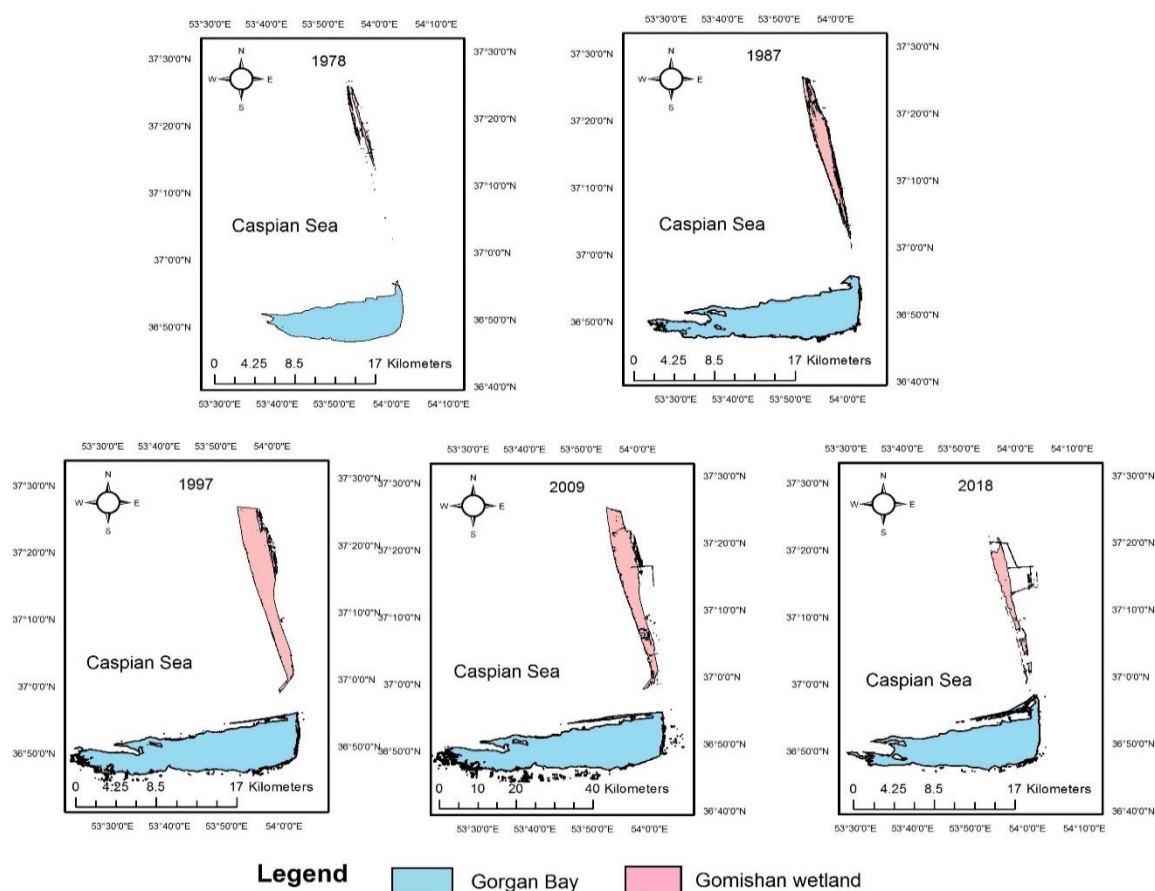 53°30'0"E 53°40'0"E 53°50'0"E 54°0'0"E
1978
N
W E
S
37°30'0"N
37°20'0"N
37°10'0"N
37°0'0"N
36°50'0"N
Caspian Sea
0 4.25 8.5 17 Kilometers
37°30'0"N
37°20'0"N
37°10'0"N
37°0'0"N
36°50'0"N
36°40'0"N
53°30'0"E 53°40'0"E 53°50'0"E 54°0'0"E 54°10'0"E
53°30'0"E 53°40'0"E 53°50'0"E 54°0'0"E
1987
N
W E
S
37°30'0"N
37°20'0"N
37°10'0"N
37°0'0"N
36°50'0"N
Caspian Sea
0 4.25 8.5 17 Kilometers
37°30'0"N
37°20'0"N
37°10'0"N
37°0'0"N
36°50'0"N
36°40'0"N
53°30'0"E 53°40'0"E 53°50'0"E 54°0'0"E
53°30'0"E 53°40'0"E 53°50'0"E 54°0'0"E
1997
N
W E
S
37°30'0"N
37°20'0"N
37°10'0"N
37°0'0"N
36°50'0"N
Caspian Sea
0 4.25 8.5 17 Kilometers
37°30'0"N
37°20'0"N
37°10'0"N
37°0'0"N
36°50'0"N
53°30'0"E 53°40'0"E 53°50'0"E 54°0'0"E
53°30'0"E 53°40'0"E 53°50'0"E 54°0'0"E
2009
N
W E
S
37°30'0"N
37°20'0"N
37°10'0"N
37°0'0"N
36°50'0"N
Caspian Sea
0 10 20 40 Kilometers
37°30'0"N
37°20'0"N
37°10'0"N
37°0'0"N
36°50'0"N
36°40'0"N
53°30'0"E 53°40'0"E 53°50'0"E 54°0'0"E
53°30'0"E 53°40'0"E 53°50'0"E 54°0'0"E 54°10'0"E
2018
N
W E
S
37°30'0"N
37°20'0"N
37°10'0"N
37°0'0"N
36°50'0"N
Caspian Sea
0 4.25 8.5 17 Kilometers
37°30'0"N
37°20'0"N
37°10'0"N
37°0'0"N
36°50'0"N
36°40'0"N
53°30'0"E 53°40'0"E 53°50'0"E 54°0'0"E 54°10'0"E
Legend Gorgan Bay Gomishan wetland